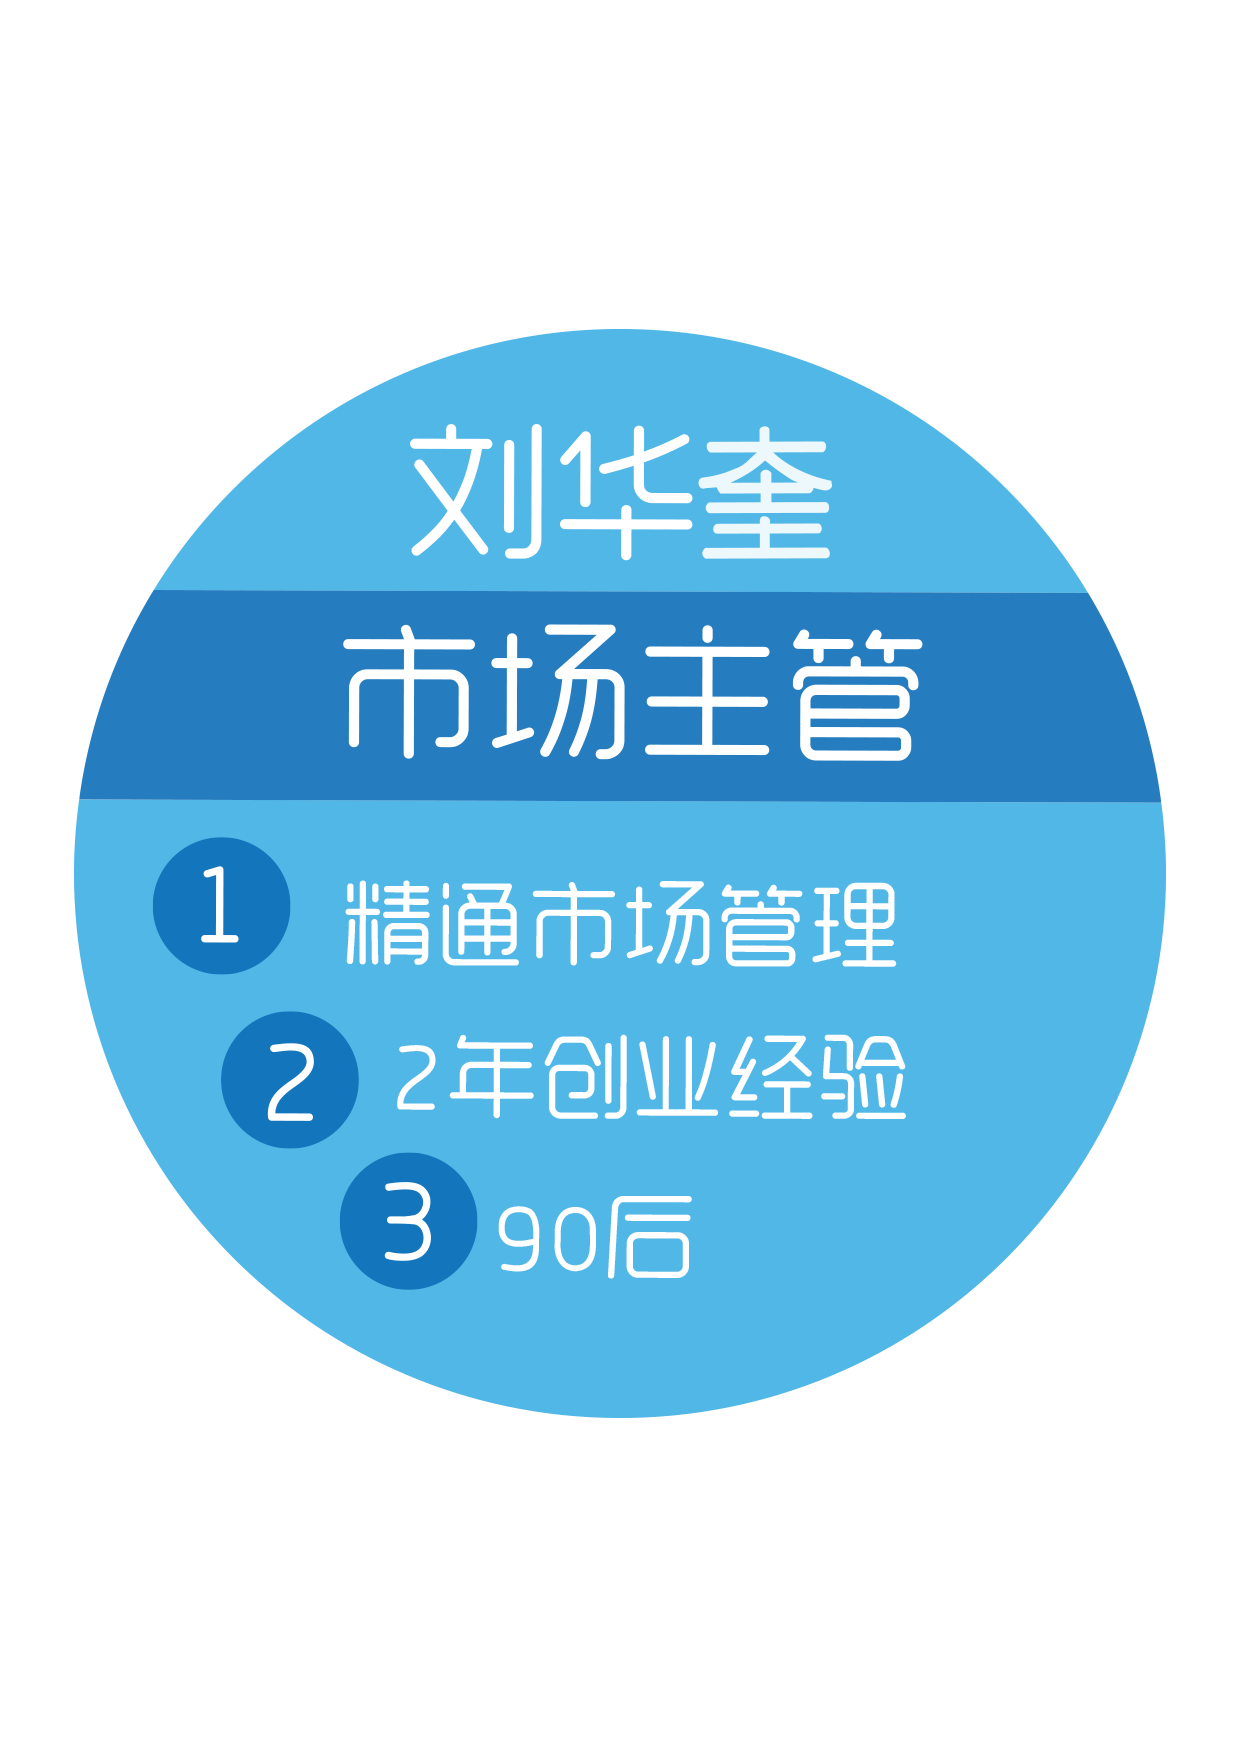 刘华奎
市场主管
1 精通市场管理
2 2年创业经验
3 90后